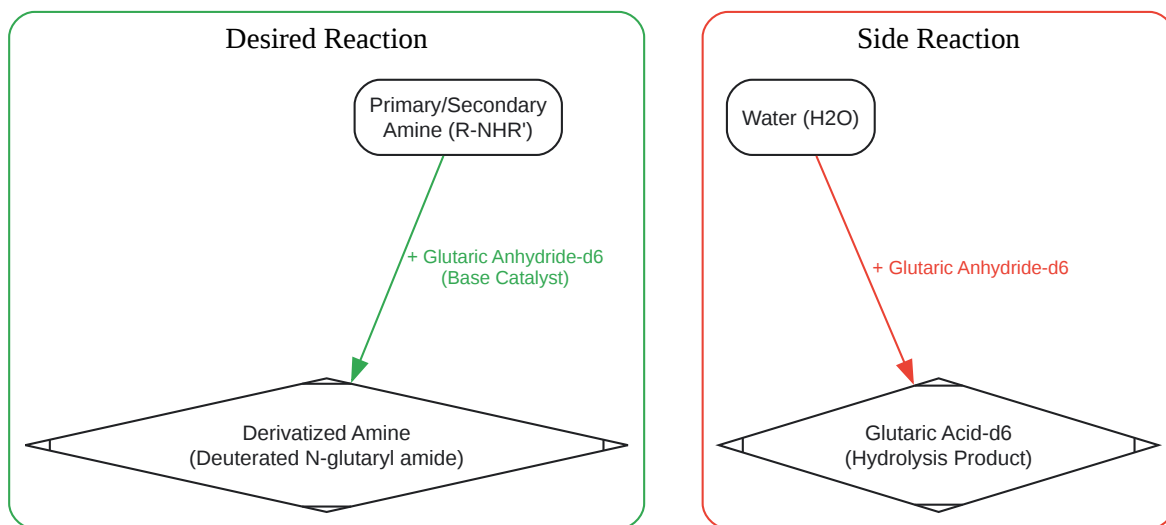 Desired Reaction
Primary/Secondary
Amine (R-NHR')
+ Glutaric Anhydride-d6
(Base Catalyst)
Derivatized Amine
(Deuterated N-glutaryl amide)
Side Reaction
Water (H2O)
+ Glutaric Anhydride-d6
Glutaric Acid-d6
(Hydrolysis Product)